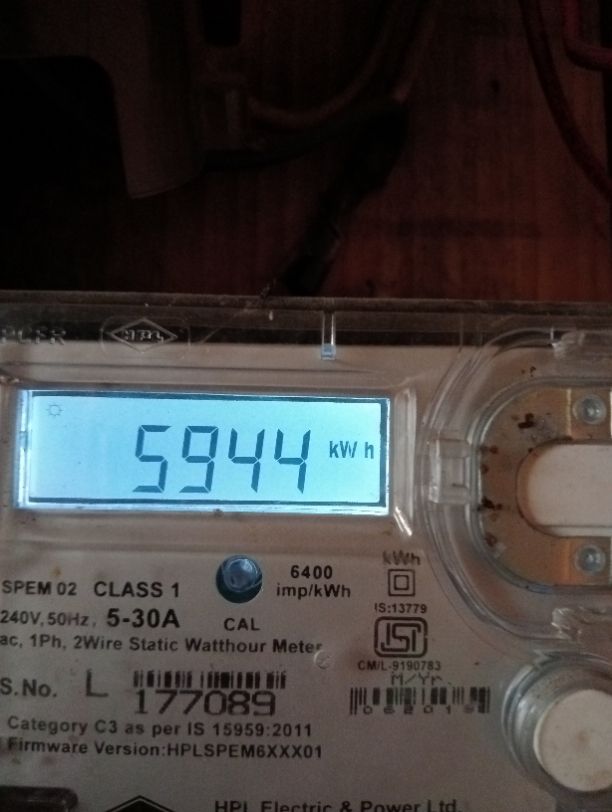 HPL
5944 kWh
6400
imp/kWh
kWh
SPEM 02 CLASS 1
240V, 50Hz, 5-30A
CAL
IS:13779
ac, 1Ph, 2Wire Static Watthour Meter
ISI
CM/L-9190783
M/Yr.
S.No. L 177089
Category C3 as per IS 15959:2011
Firmware Version:HPLSPEM6XXX01
HPL Electric & Power Ltd.